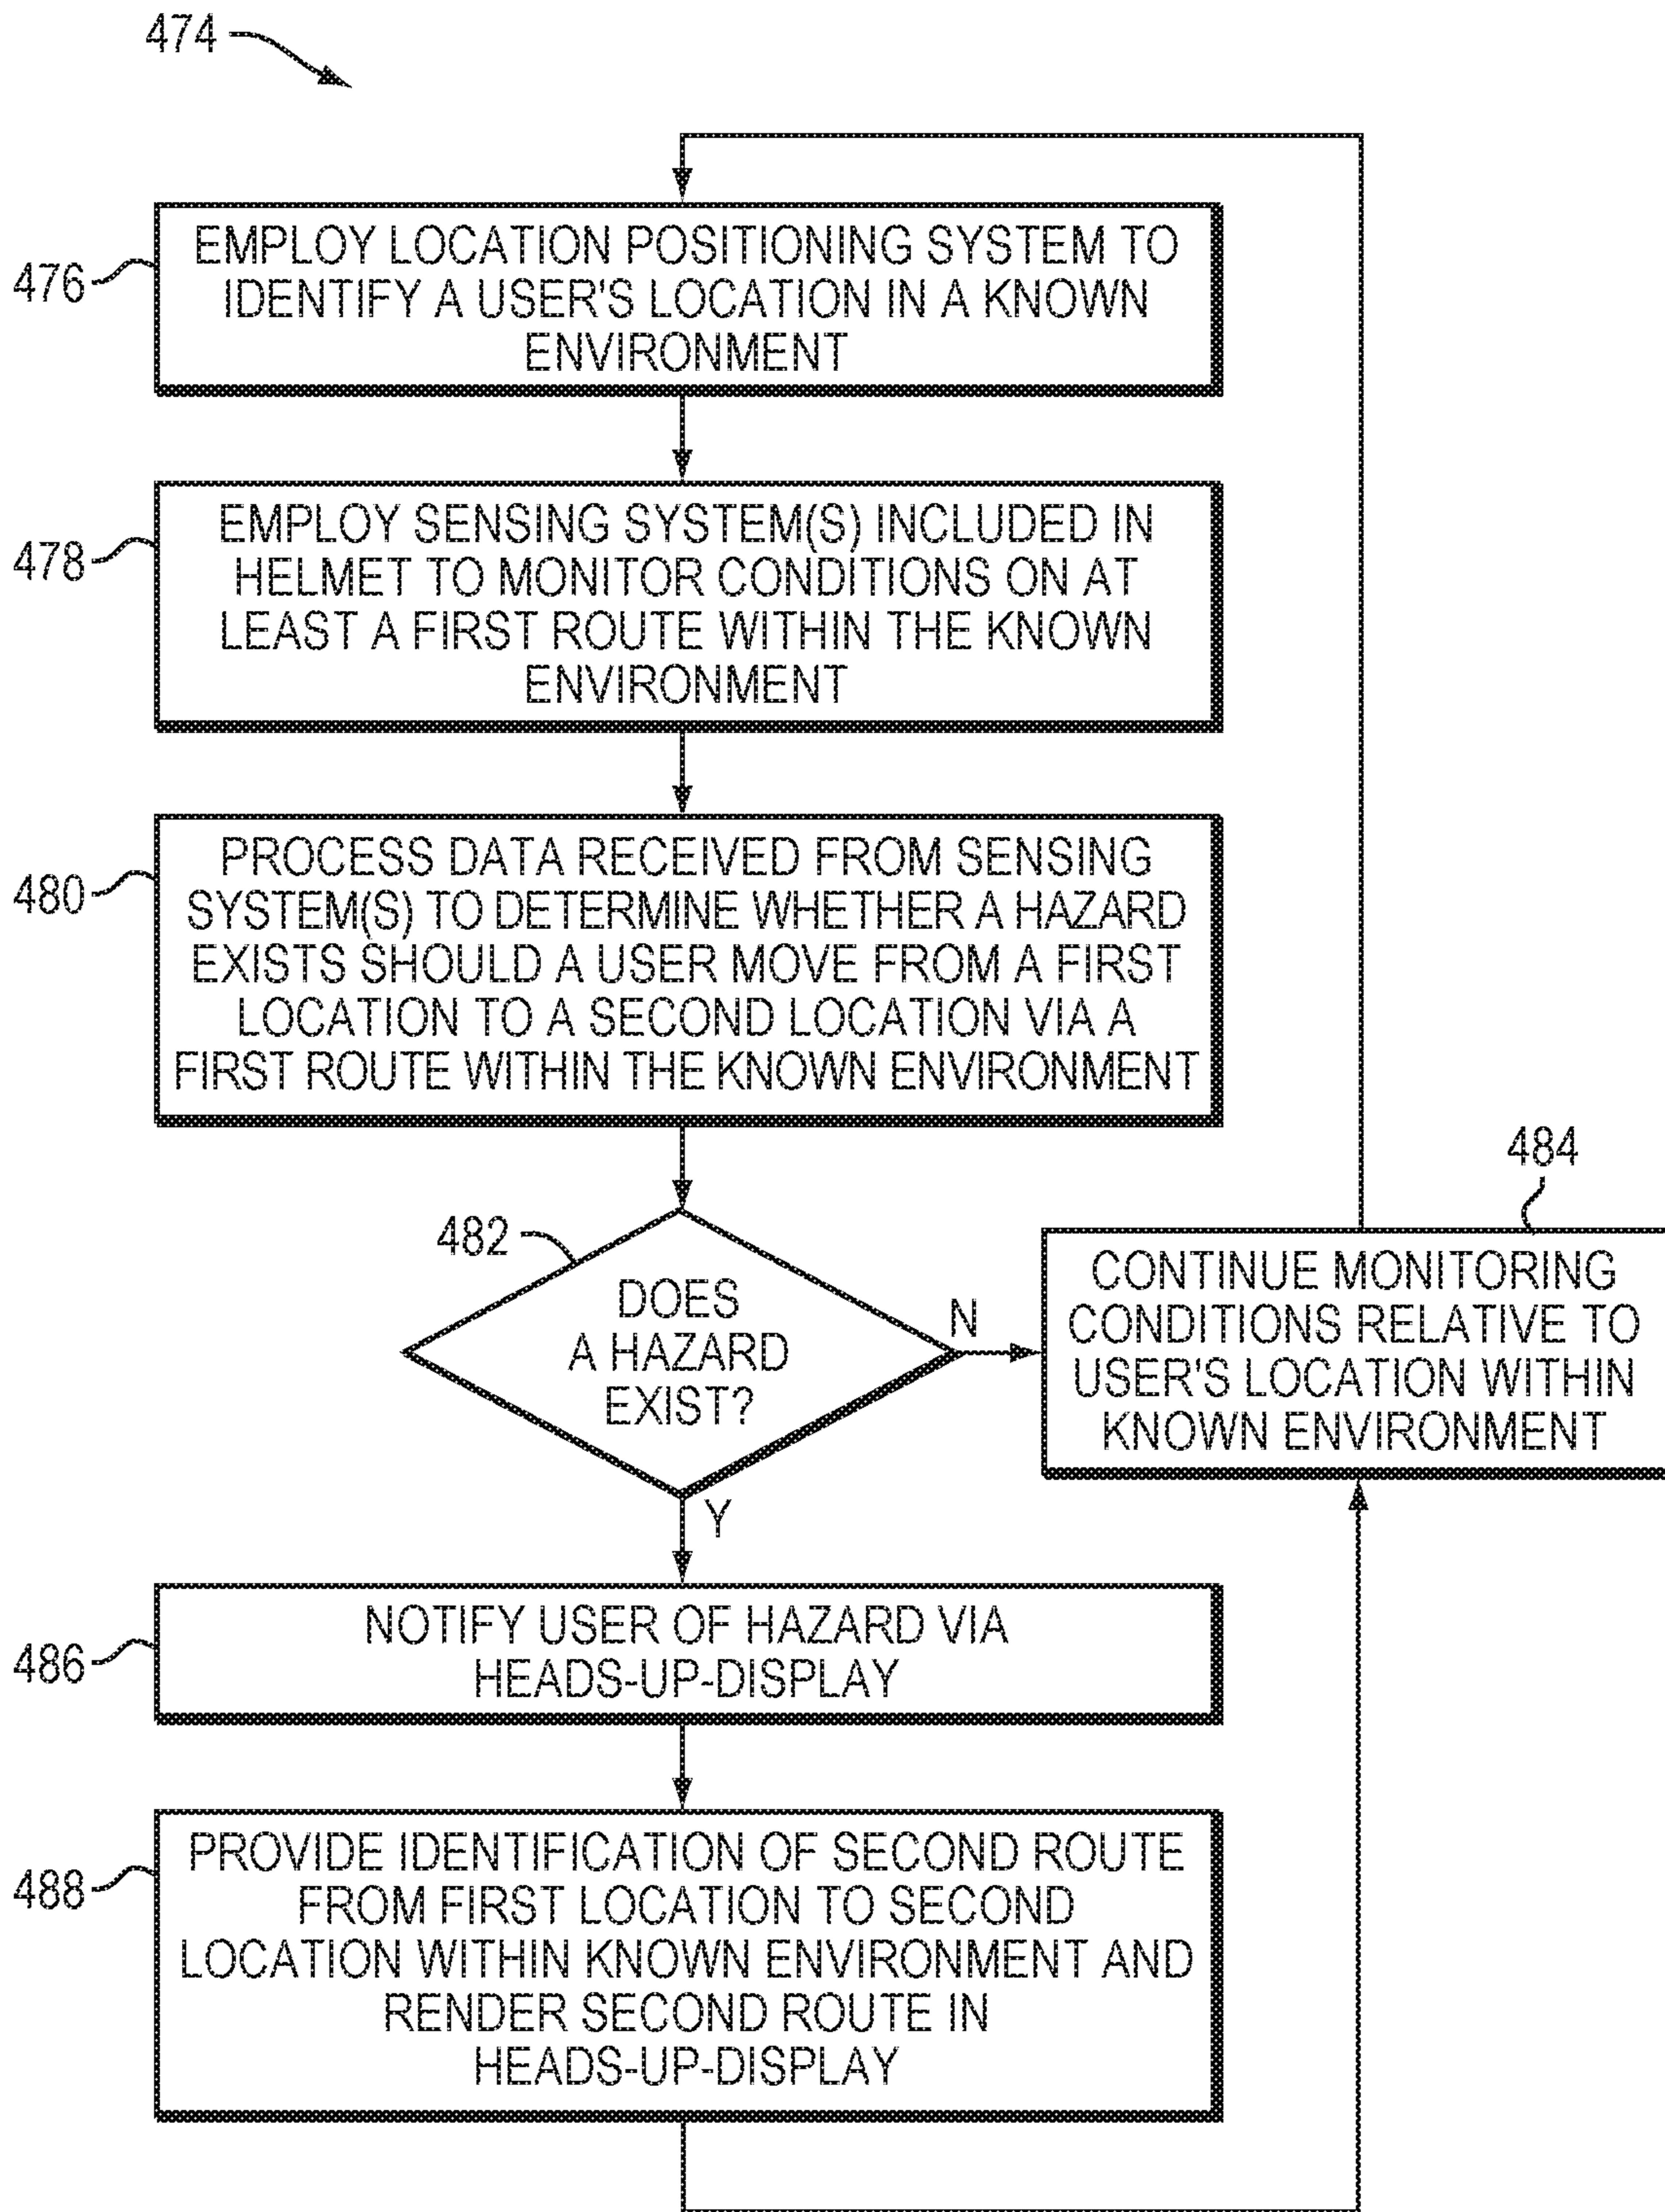 474
476
EMPLOY LOCATION POSITIONING SYSTEM TO
IDENTIFY A USER'S LOCATION IN A KNOWN
ENVIRONMENT
478
EMPLOY SENSING SYSTEM(S) INCLUDED IN
HELMET TO MONITOR CONDITIONS ON AT
LEAST A FIRST ROUTE WITHIN THE KNOWN
ENVIRONMENT
480
PROCESS DATA RECEIVED FROM SENSING
SYSTEM(S) TO DETERMINE WHETHER A HAZARD
EXISTS SHOULD A USER MOVE FROM A FIRST
LOCATION TO A SECOND LOCATION VIA A
FIRST ROUTE WITHIN THE KNOWN ENVIRONMENT
482
DOES
A HAZARD
EXIST?
N
Y
484
CONTINUE MONITORING
CONDITIONS RELATIVE TO
USER'S LOCATION WITHIN
KNOWN ENVIRONMENT
486
NOTIFY USER OF HAZARD VIA
HEADS-UP-DISPLAY
488
PROVIDE IDENTIFICATION OF SECOND ROUTE
FROM FIRST LOCATION TO SECOND
LOCATION WITHIN KNOWN ENVIRONMENT AND
RENDER SECOND ROUTE IN
HEADS-UP-DISPLAY